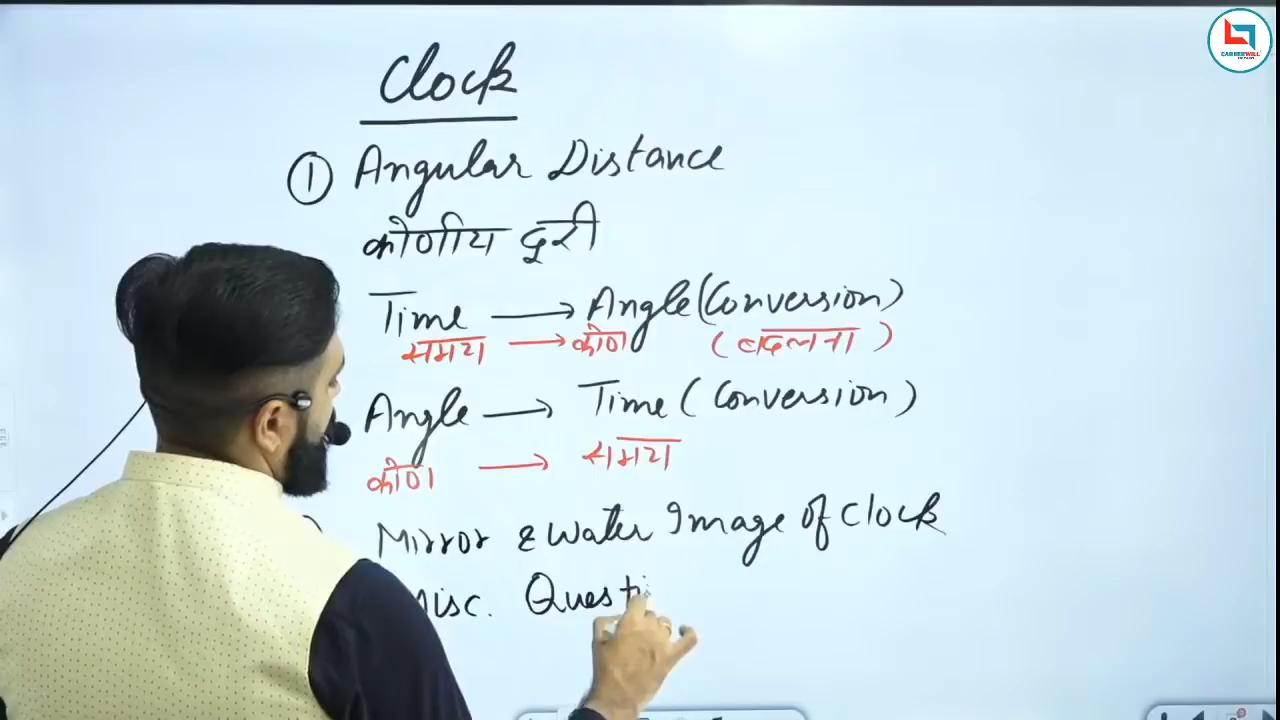 Clock
① Angular Distance
कोणीय दूरी
Time → Angle (Conversion)
समय → कोण (बदलना)
Angle → Time (Conversion)
कोण → समय
Mirror & Water Image of Clock
Misc. Questi
CAREERWILL